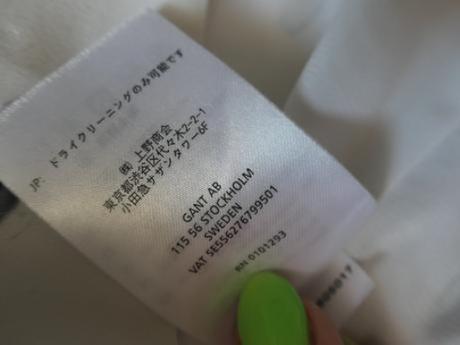 JP: ドライクリーニングのみ可能です
㈱ 上野商会
東京都渋谷区代々木2-2-1
小田急サザンタワー6F
GANT AB
115 56 STOCKHOLM
SWEDEN
VAT SE556276799501
RN 0101293